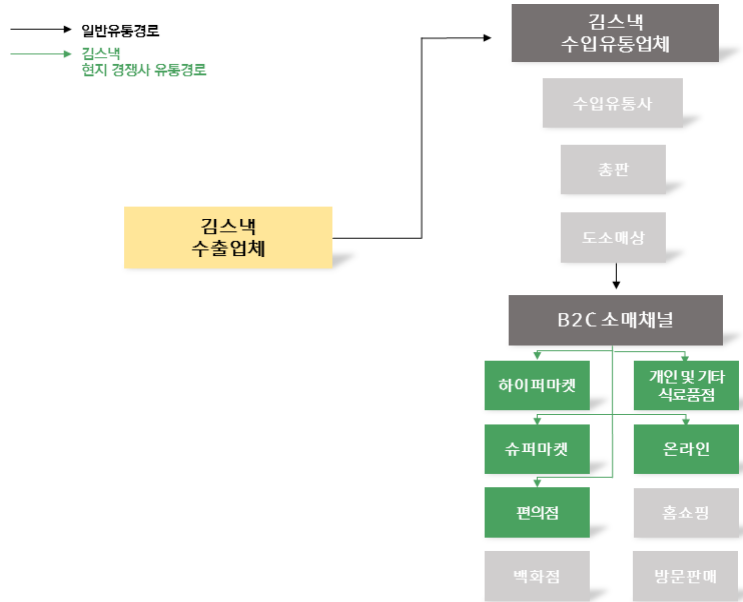 일반유통경로
김스낵
현지 경쟁사 유통경로
김스낵
수입유통업체
수입유통사
총판
김스낵
수출업체
도소매상
B2C 소매채널
하이퍼마켓
개인 및 기타
식료품점
슈퍼마켓
온라인
편의점
홈쇼핑
백화점
방문판매